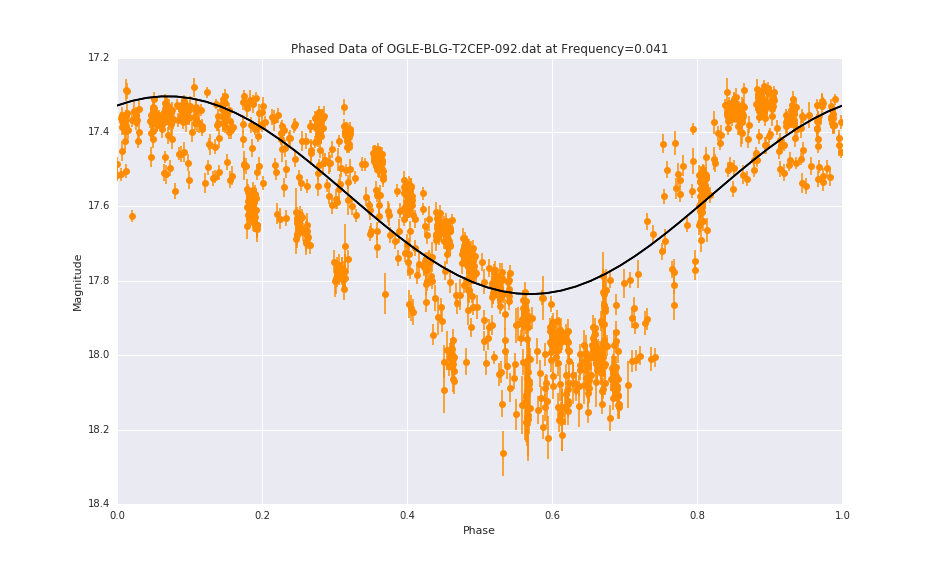 Phased Data of OGLE-BLG-T2CEP-092.dat at Frequency=0.041
17.2
17.4
17.6
17.8
18.0
18.2
18.4
Magnitude
0.0 0.2 0.4 0.6 0.8 1.0
Phase